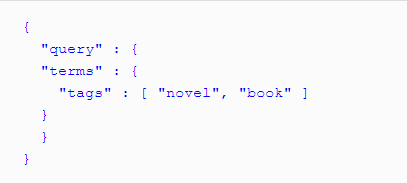 {
  "query" : {
  "terms" : {
    "tags" : [ "novel", "book" ]
  }
  }
}